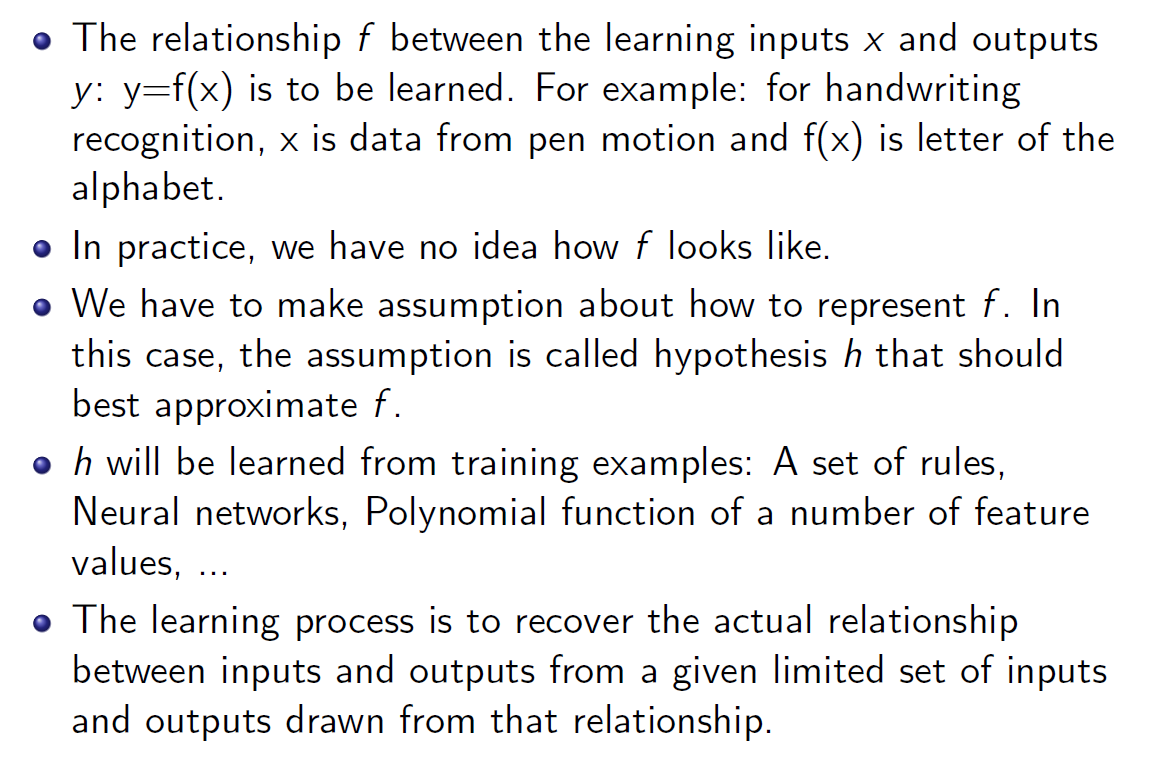 The relationship f between the learning inputs x and outputs
y: y=f(x) is to be learned. For example: for handwriting
recognition, x is data from pen motion and f(x) is letter of the
alphabet.
In practice, we have no idea how f looks like.
We have to make assumption about how to represent f. In
this case, the assumption is called hypothesis h that should
best approximate f.
h will be learned from training examples: A set of rules,
Neural networks, Polynomial function of a number of feature
values, ...
The learning process is to recover the actual relationship
between inputs and outputs from a given limited set of inputs
and outputs drawn from that relationship.